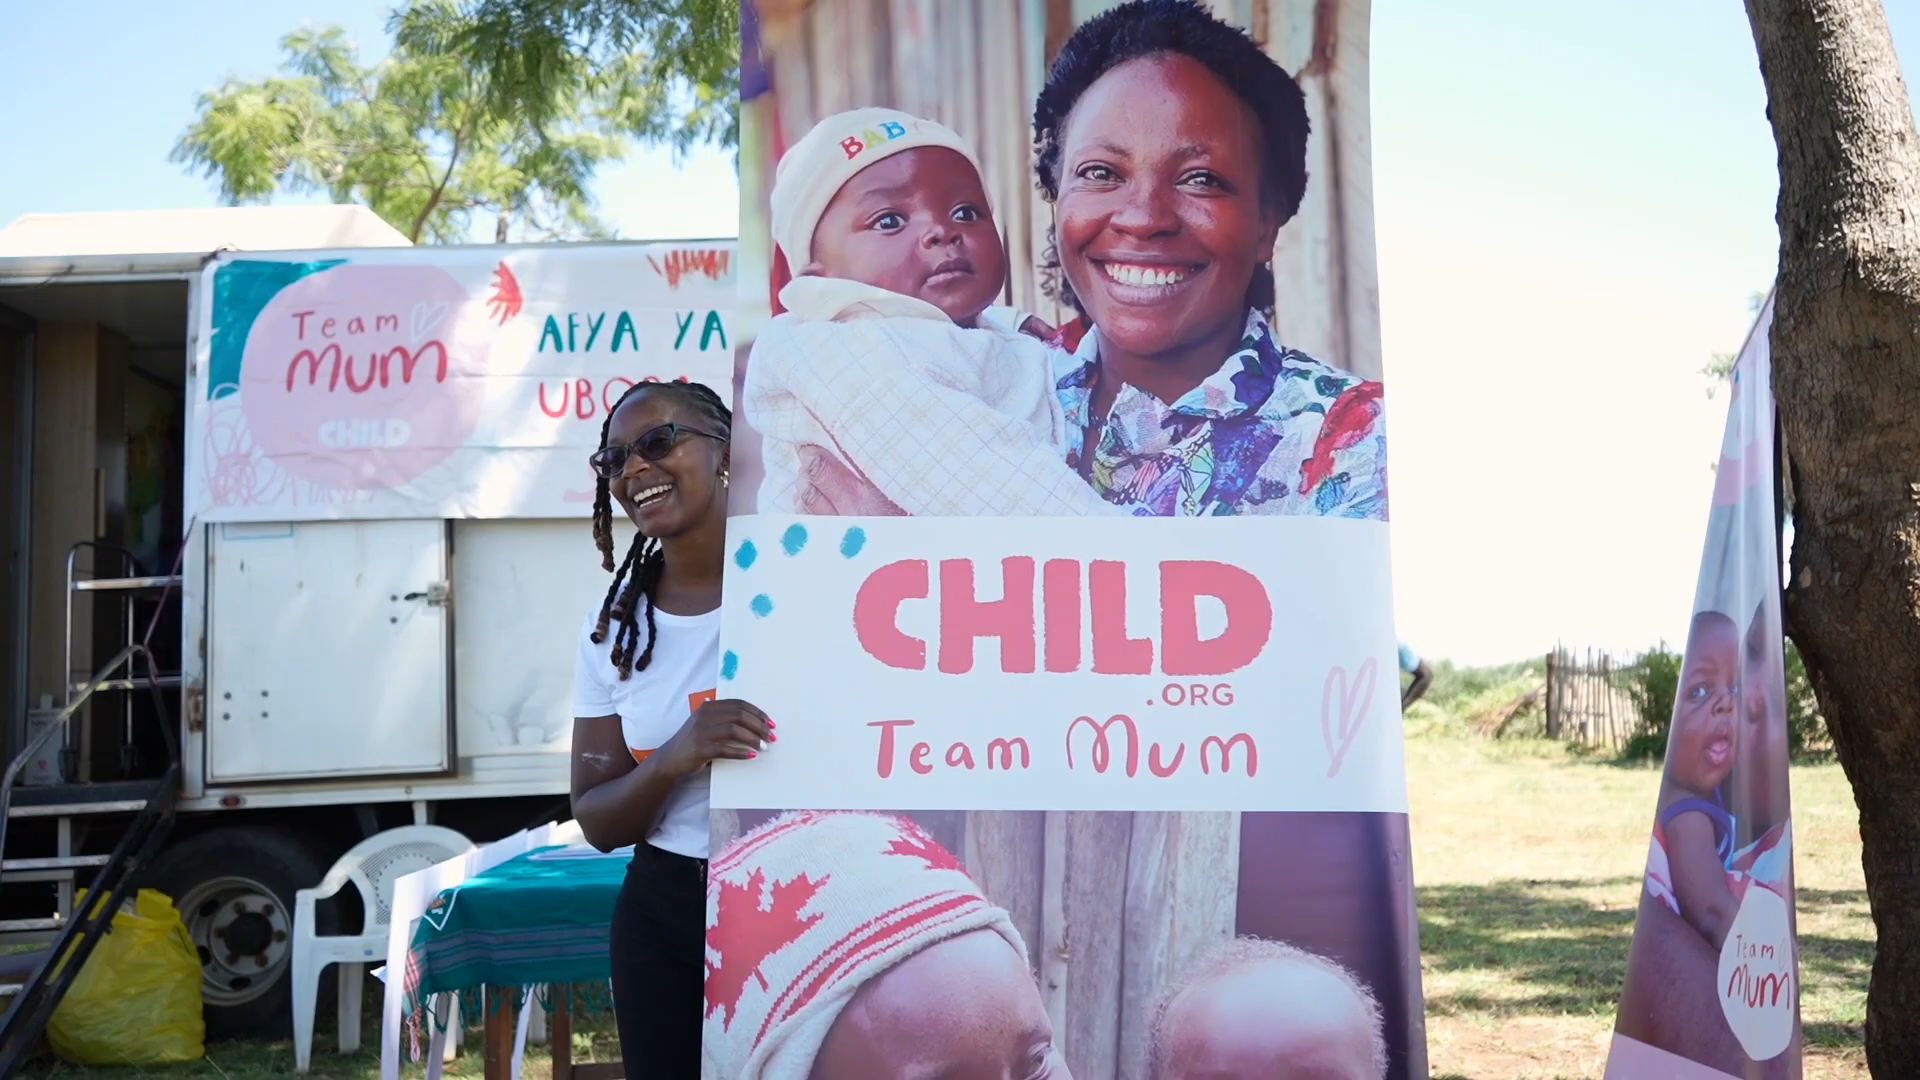 Team
mum
CHILD
AFYA YA
BABY
CHILD
.ORG
Team Mum
Team
mum